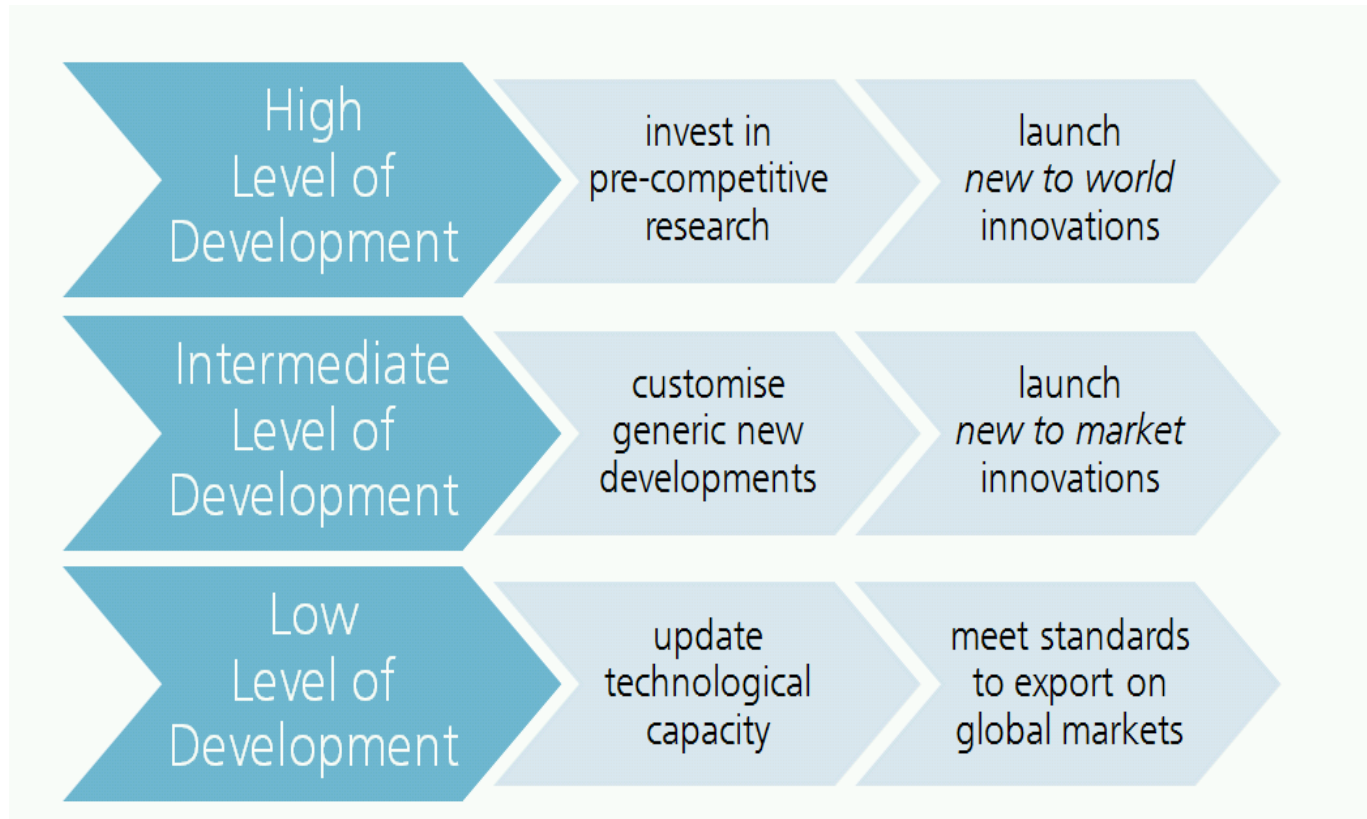 High
Level of
Development
invest in
pre-competitive
research
launch
new to world
innovations
Intermediate
Level of
Development
customise
generic new
developments
launch
new to market
innovations
Low
Level of
Development
update
technological
capacity
meet standards
to export on
global markets